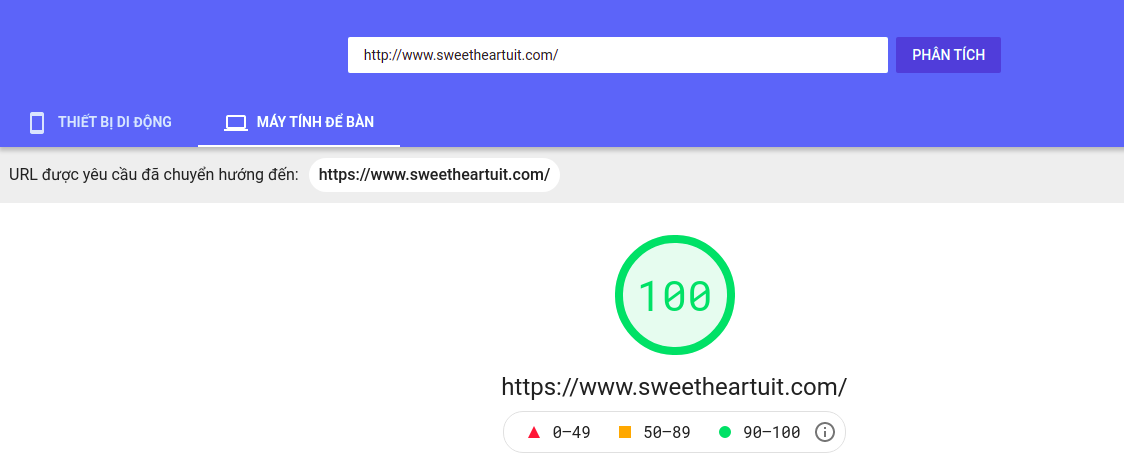 http://www.sweetheartuit.com/
PHÂN TÍCH
THIẾT BỊ DI ĐỘNG
MÁY TÍNH ĐỂ BÀN
URL được yêu cầu đã chuyển hướng đến: https://www.sweetheartuit.com/
100
https://www.sweetheartuit.com/
0–49 50–89 90–100